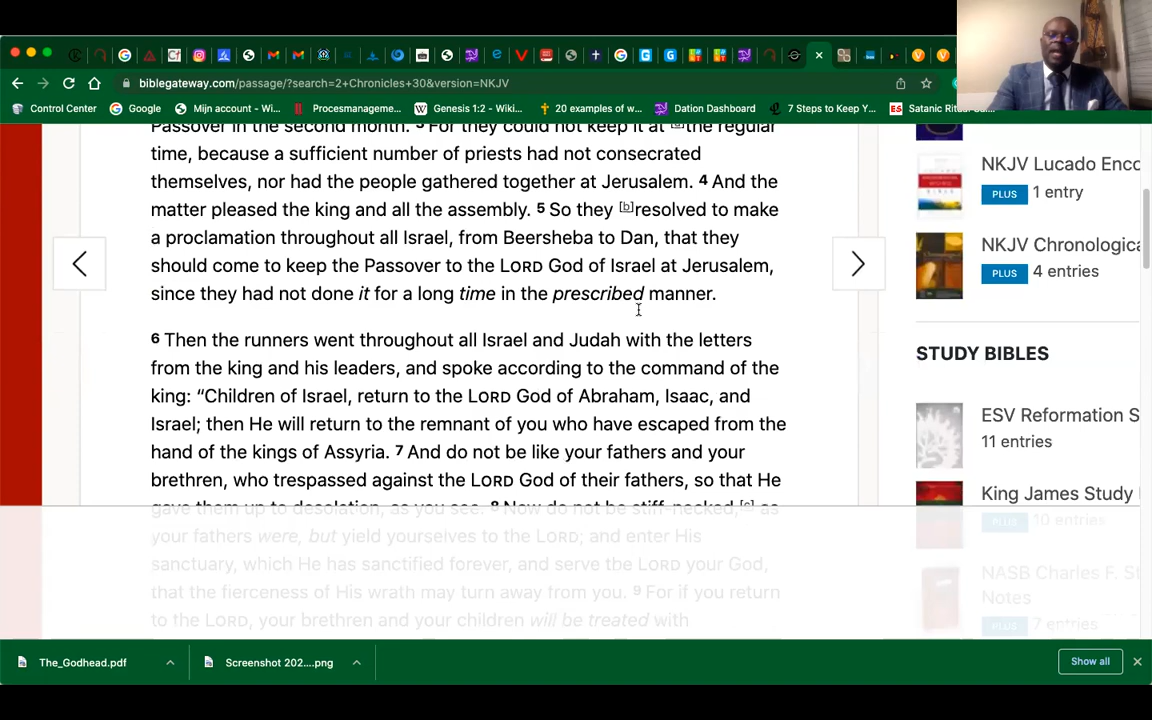 biblegateway.com/passage/?search=2+Chronicles+30&version=NKJV
Control Center Google Mijn account - Wi... Procesmanageme... Genesis 1:2 - Wiki... 20 examples of w... Dation Dashboard 7 Steps to Keep Y... Satanic Ritual
Passover in the second month. 3 For they could not keep it at [a]the regular
time, because a sufficient number of priests had not consecrated
themselves, nor had the people gathered together at Jerusalem. 4 And the
matter pleased the king and all the assembly. 5 So they [b]resolved to make
a proclamation throughout all Israel, from Beersheba to Dan, that they
should come to keep the Passover to the LORD God of Israel at Jerusalem,
since they had not done it for a long time in the prescribed manner.
6 Then the runners went throughout all Israel and Judah with the letters
from the king and his leaders, and spoke according to the command of the
king: “Children of Israel, return to the LORD God of Abraham, Isaac, and
Israel; then He will return to the remnant of you who have escaped from the
hand of the kings of Assyria. 7 And do not be like your fathers and your
brethren, who trespassed against the LORD God of their fathers, so that He
gave them up to desolation, as you see. 8 Now do not be stiff-necked,[c] as
your fathers were, but yield yourselves to the LORD; and enter His
sanctuary, which He has sanctified forever, and serve the LORD your God,
that the fierceness of His wrath may turn away from you. 9 For if you return
to the LORD, your brethren and your children will be treated with
NKJV Lucado Enco
PLUS 1 entry
NKJV Chronologica
PLUS 4 entries
STUDY BIBLES
ESV Reformation S
11 entries
King James Study
PLUS 10 entries
NASB Charles F. St
Notes
PLUS 7 entries
The_Godhead.pdf
Screenshot 202....png
Show all